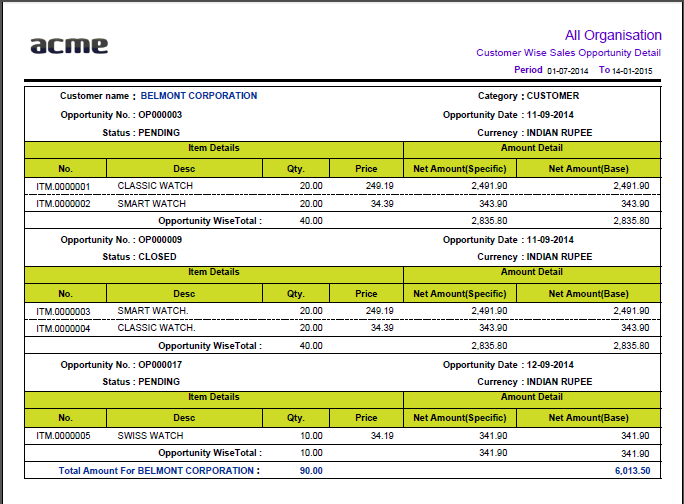 acme
All Organisation
Customer Wise Sales Opportunity Detail
Period 01-07-2014 To 14-01-2015
Customer name : BELMONT CORPORATION Category : CUSTOMER
Opportunity No. : OP000003 Opportunity Date : 11-09-2014
Status : PENDING Currency : INDIAN RUPEE
Item Details Amount Detail
No. Desc Qty. Price Net Amount(Specific) Net Amount(Base)
ITM.0000001 CLASSIC WATCH 20.00 249.19 2,491.90 2,491.90
ITM.0000002 SMART WATCH 20.00 34.39 343.90 343.90
Opportunity WiseTotal : 40.00 2,835.80 2,835.80
Opportunity No. : OP000009 Opportunity Date : 11-09-2014
Status : CLOSED Currency : INDIAN RUPEE
Item Details Amount Detail
No. Desc Qty. Price Net Amount(Specific) Net Amount(Base)
ITM.0000003 SMART WATCH. 20.00 249.19 2,491.90 2,491.90
ITM.0000004 CLASSIC WATCH. 20.00 34.39 343.90 343.90
Opportunity WiseTotal : 40.00 2,835.80 2,835.80
Opportunity No. : OP000017 Opportunity Date : 12-09-2014
Status : PENDING Currency : INDIAN RUPEE
Item Details Amount Detail
No. Desc Qty. Price Net Amount(Specific) Net Amount(Base)
ITM.0000005 SWISS WATCH 10.00 34.19 341.90 341.90
Opportunity WiseTotal : 10.00 341.90 341.90
Total Amount For BELMONT CORPORATION : 90.00 6,013.50